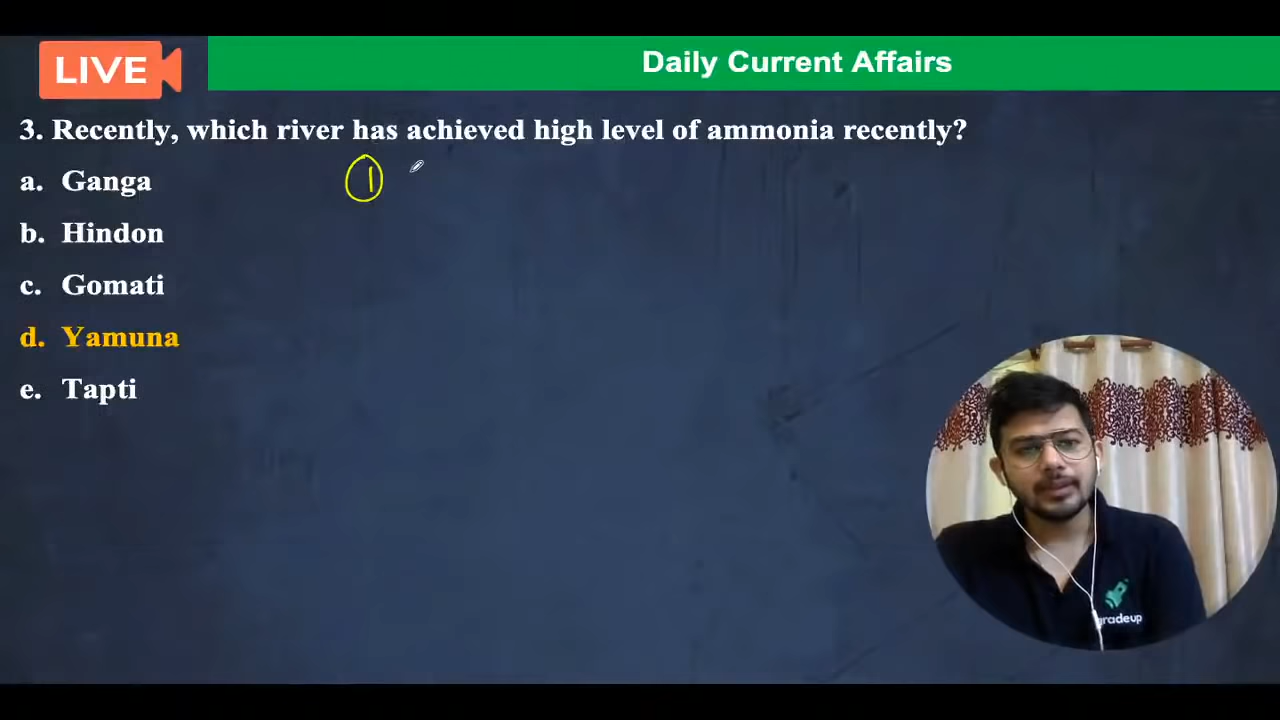 LIVE
Daily Current Affairs
3. Recently, which river has achieved high level of ammonia recently?
a. Ganga
1
b. Hindon
c. Gomati
d. Yamuna
e. Tapti
gradeup